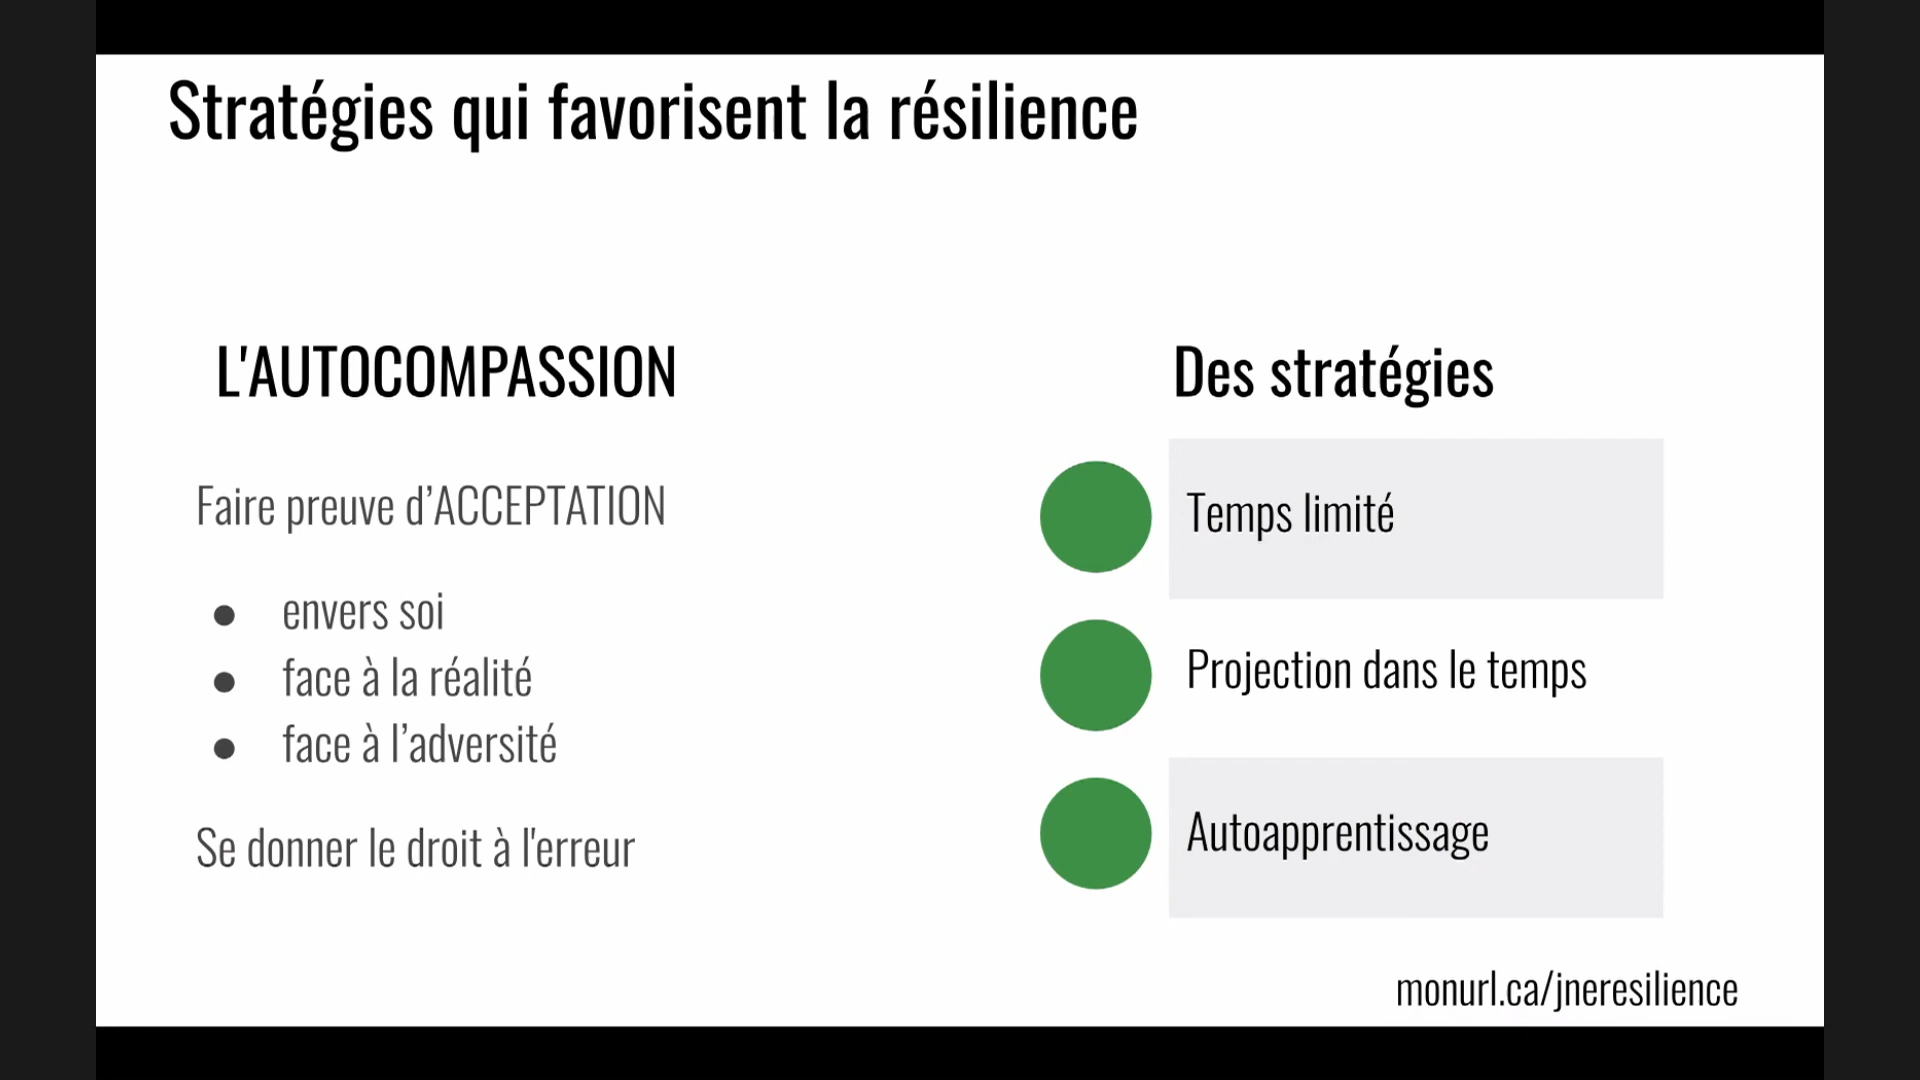 Stratégies qui favorisent la résilience
L'AUTOCOMPASSION
Faire preuve d’ACCEPTATION
● envers soi
● face à la réalité
● face à l’adversité
Se donner le droit à l'erreur
Des stratégies
Temps limité
Projection dans le temps
Autoapprentissage
monurl.ca/jneresilience